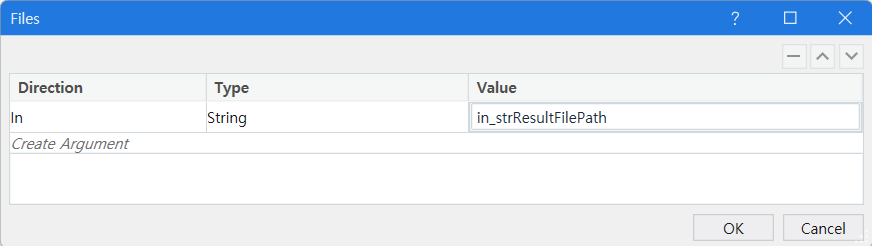 Files
Direction Type Value
In String in_strResultFilePath
Create Argument
OK Cancel